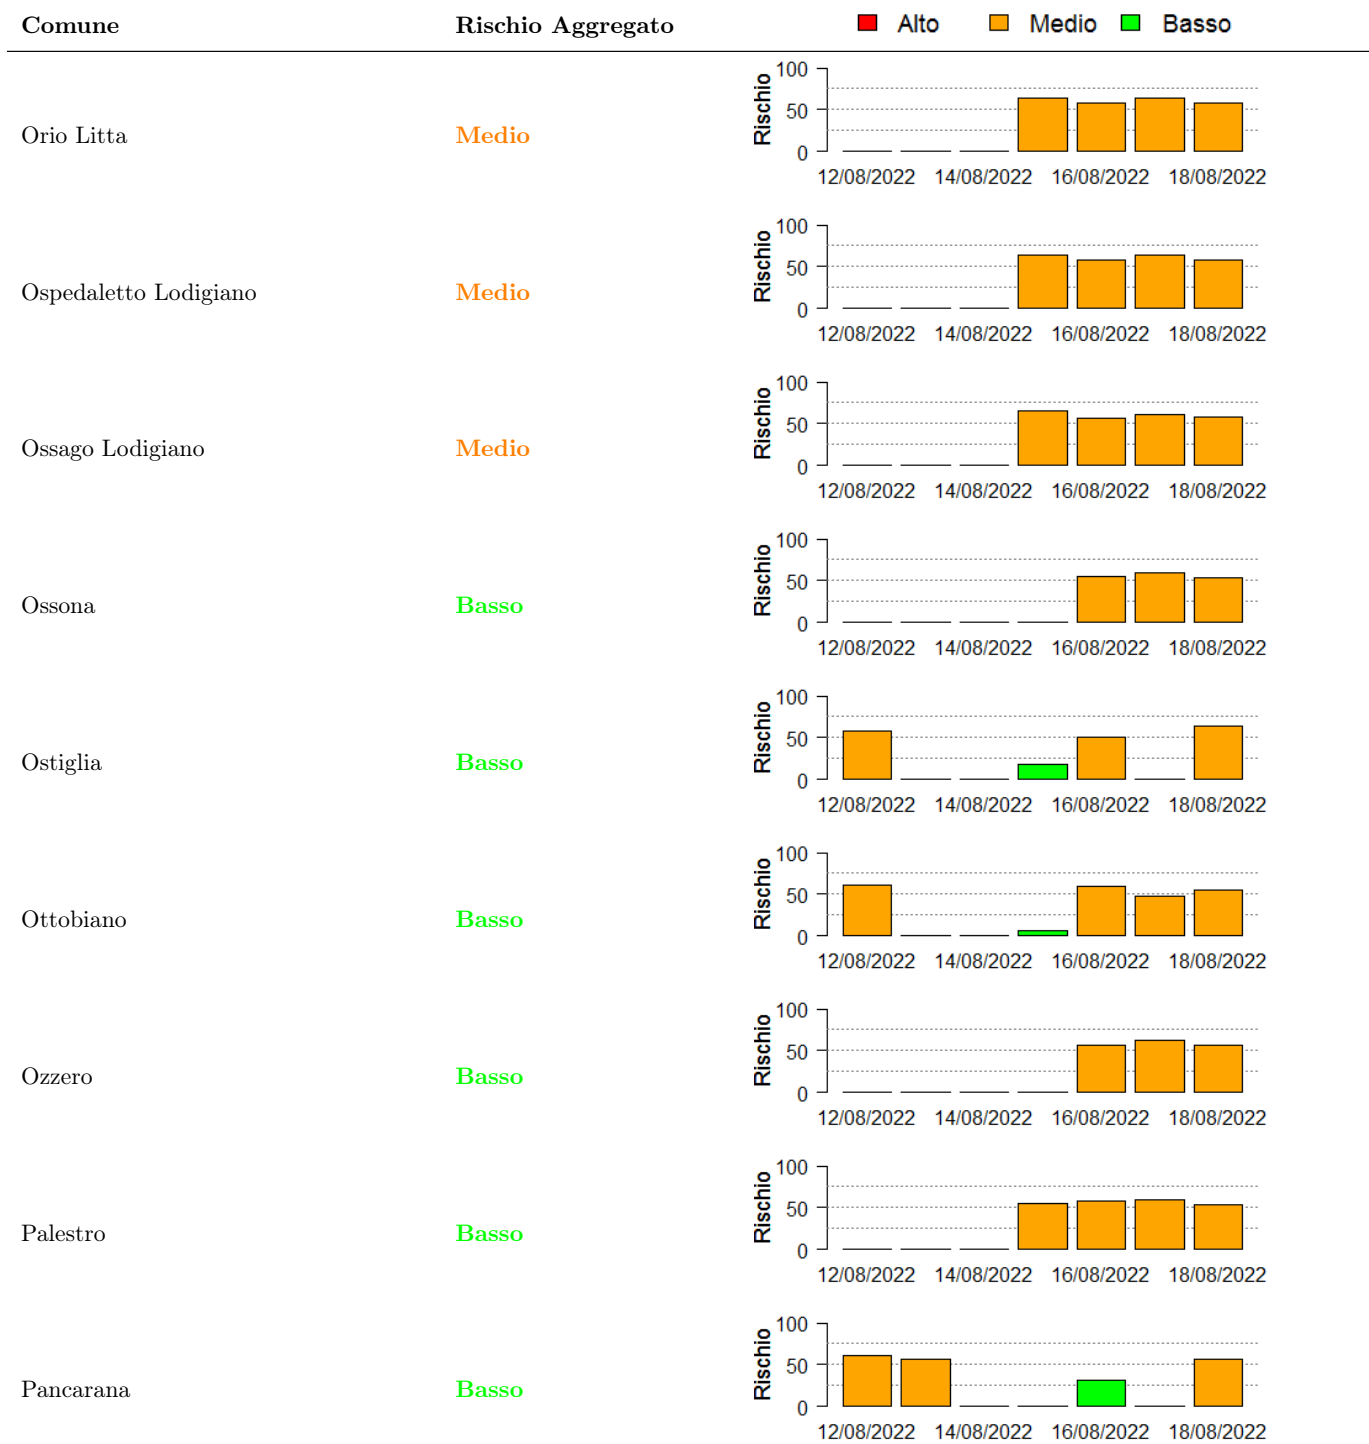 Comune Rischio Aggregato Alto Medio Basso
Orio Litta Medio Rischio 100 50 0
12/08/2022 14/08/2022 16/08/2022 18/08/2022
Ospedaletto Lodigiano Medio Rischio 100 50 0
12/08/2022 14/08/2022 16/08/2022 18/08/2022
Ossago Lodigiano Medio Rischio 100 50 0
12/08/2022 14/08/2022 16/08/2022 18/08/2022
Ossona Basso Rischio 100 50 0
12/08/2022 14/08/2022 16/08/2022 18/08/2022
Ostiglia Basso Rischio 100 50 0
12/08/2022 14/08/2022 16/08/2022 18/08/2022
Ottobiano Basso Rischio 100 50 0
12/08/2022 14/08/2022 16/08/2022 18/08/2022
Ozzero Basso Rischio 100 50 0
12/08/2022 14/08/2022 16/08/2022 18/08/2022
Palestro Basso Rischio 100 50 0
12/08/2022 14/08/2022 16/08/2022 18/08/2022
Pancarana Basso Rischio 100 50 0
12/08/2022 14/08/2022 16/08/2022 18/08/2022